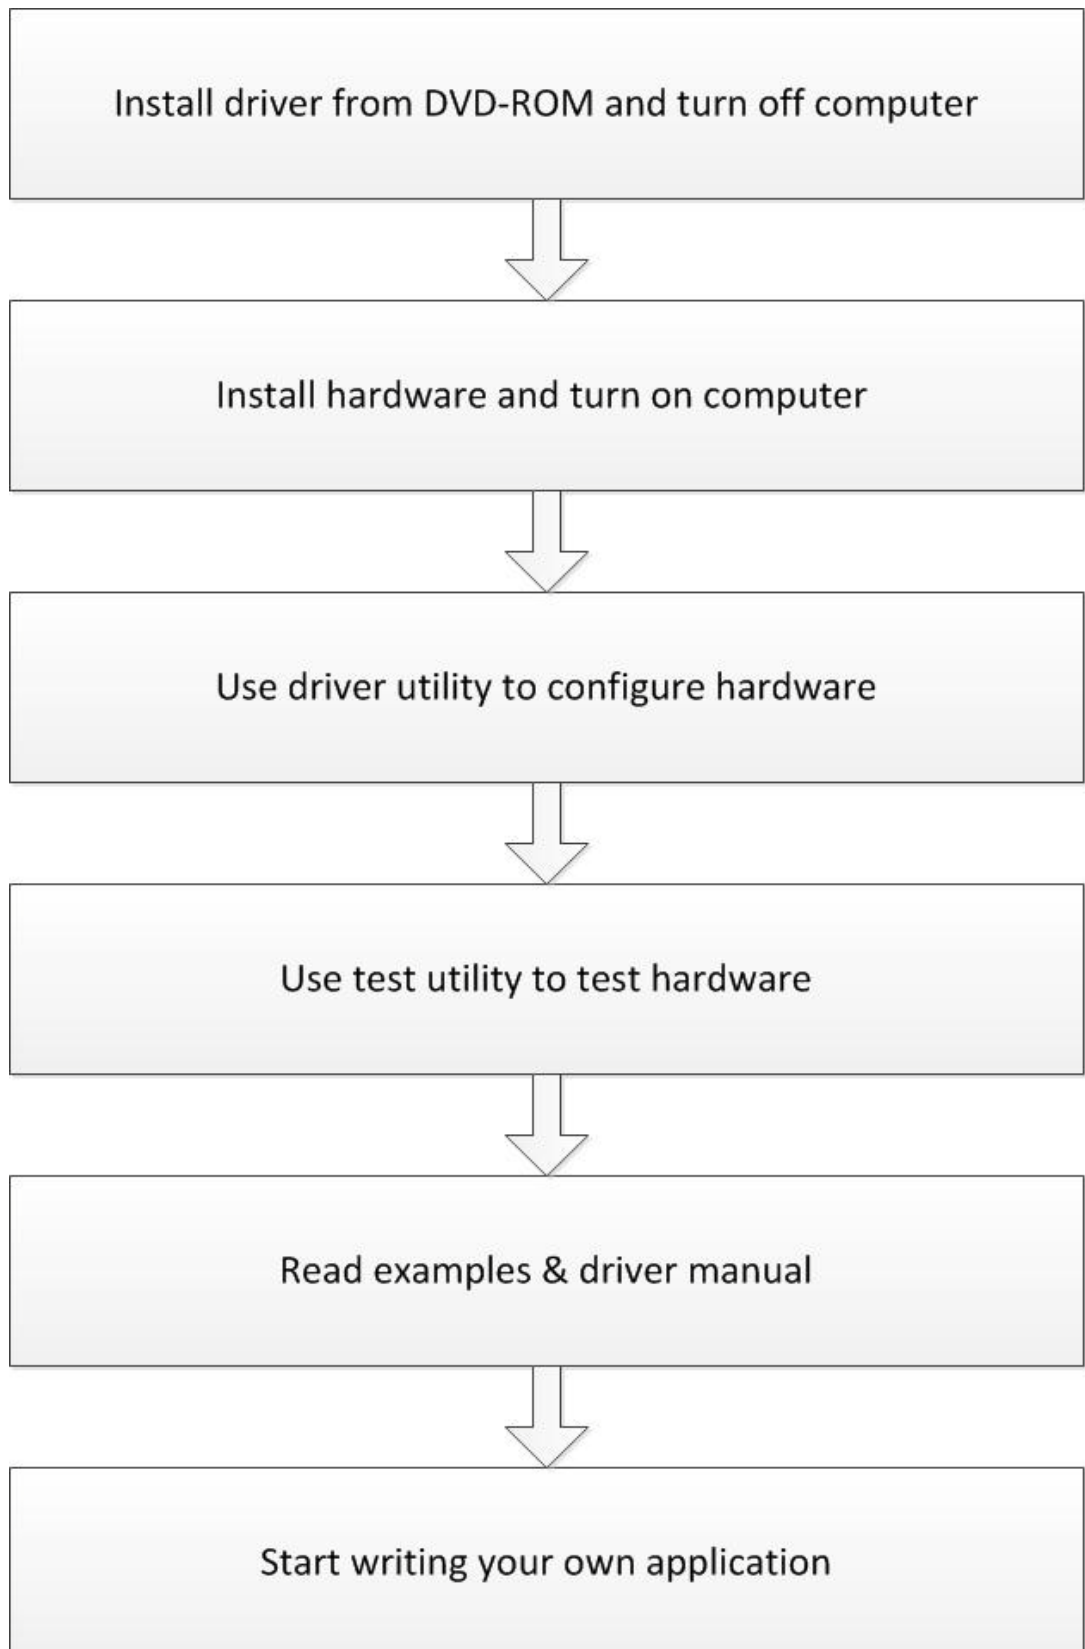 Install driver from DVD-ROM and turn off computer
Install hardware and turn on computer
Use driver utility to configure hardware
Use test utility to test hardware
Read examples & driver manual
Start writing your own application